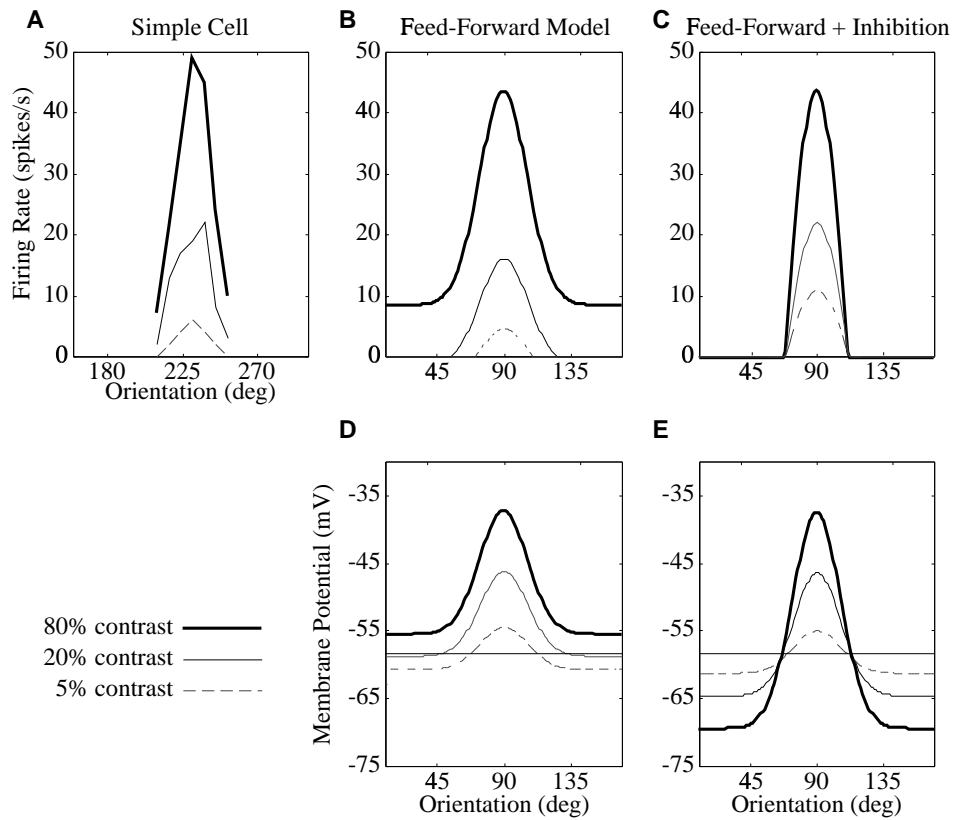 A
Simple Cell
B
Feed-Forward Model
C
Feed-Forward + Inhibition
Firing Rate (spikes/s)
50
40
30
20
10
0
180
225
270
Orientation (deg)
50
40
30
20
10
0
45
90
135
50
40
30
20
10
0
45
90
135
D
E
Membrane Potential (mV)
-35
-45
-55
-65
-75
45
90
135
Orientation (deg)
-35
-45
-55
-65
-75
45
90
135
Orientation (deg)
80% contrast
20% contrast
5% contrast